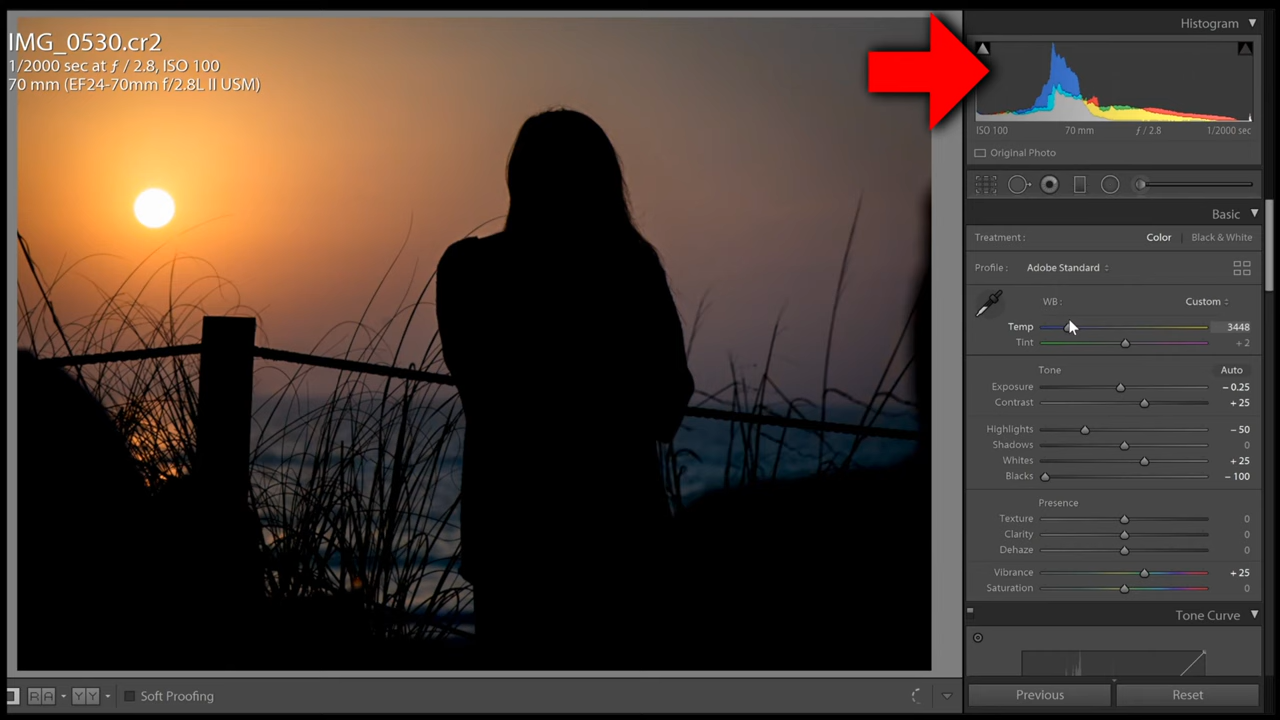 IMG_0530.cr2
1/2000 sec at ƒ / 2.8, ISO 100
70 mm (EF24-70mm f/2.8L II USM)
Histogram
ISO 100 70 mm ƒ / 2.8 1/2000 sec
Original Photo
Basic
Treatment : Color Black & White
Profile : Adobe Standard
WB : Custom
Temp 3448
Tint + 2
Tone Auto
Exposure – 0.25
Contrast + 25
Highlights – 50
Shadows 0
Whites + 25
Blacks – 100
Presence
Texture 0
Clarity 0
Dehaze 0
Vibrance + 25
Saturation 0
Tone Curve
R A Y Y Soft Proofing
Previous Reset